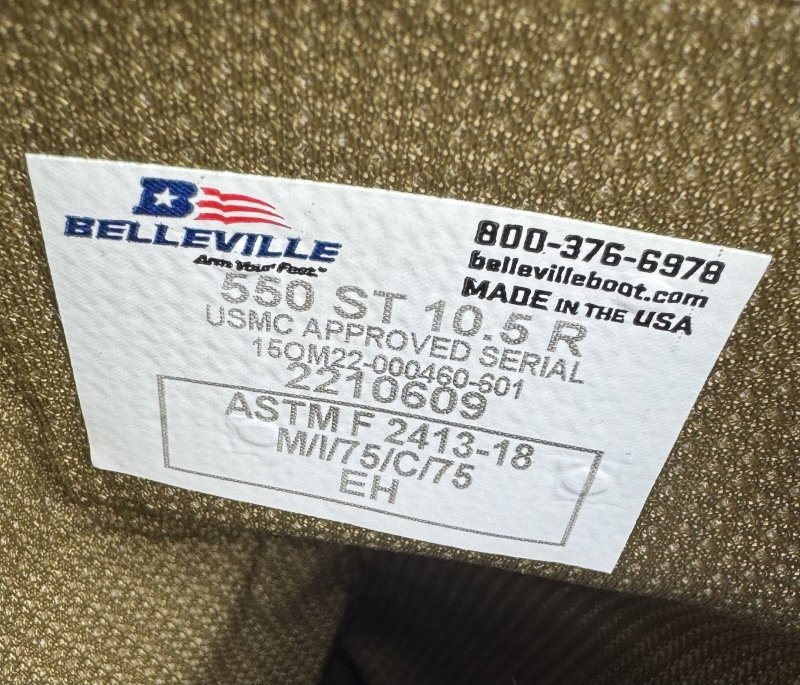 B
BELLEVILLE
Arm Your Feet.™
800-376-6978
bellevilleboot.com
MADE IN THE USA
550 ST 10.5 R
USMC APPROVED SERIAL
15OM22-000460-601
2210609
ASTM F 2413-18
M/I/75/C/75
EH